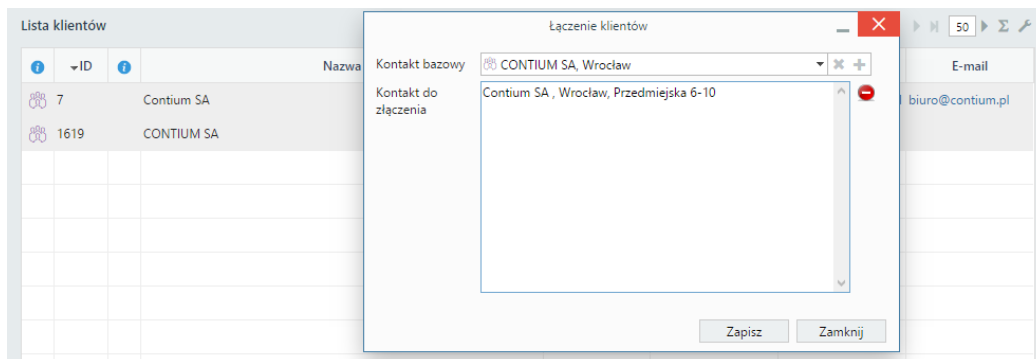 Lista klientów
Łączenie klientów
50
ID
Nazwa
E-mail
Kontakt bazowy
CONTIUM SA, Wrocław
Kontakt do
złączenia
Contium SA , Wrocław, Przedmiejska 6-10
7 Contium SA
biuro@contium.pl
1619 CONTIUM SA
Zapisz
Zamknij